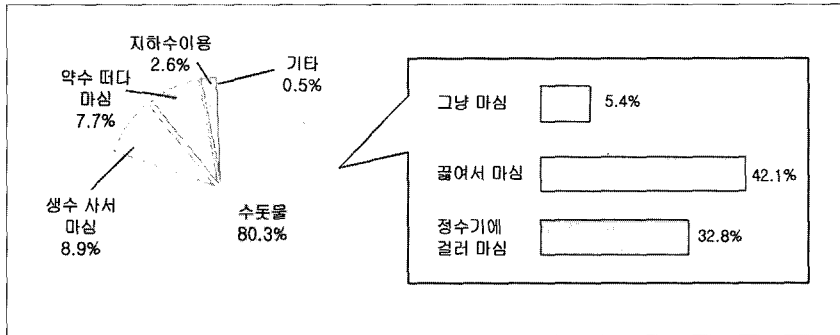 지하수이용
2.6%
기타
0.5%
약수 떠다
마심
7.7%
생수 사서
마심
8.9%
수돗물
80.3%
그냥 마심
5.4%
끓여서 마심
42.1%
정수기에
걸러 마심
32.8%